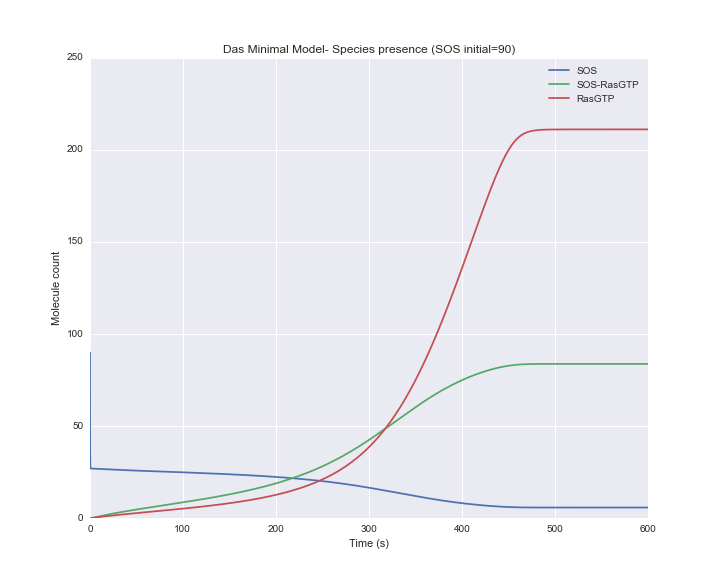 Das Minimal Model- Species presence (SOS initial=90)
250
200
150
100
50
0
Molecule count
SOS
SOS-RasGTP
RasGTP
0 100 200 300 400 500 600
Time (s)